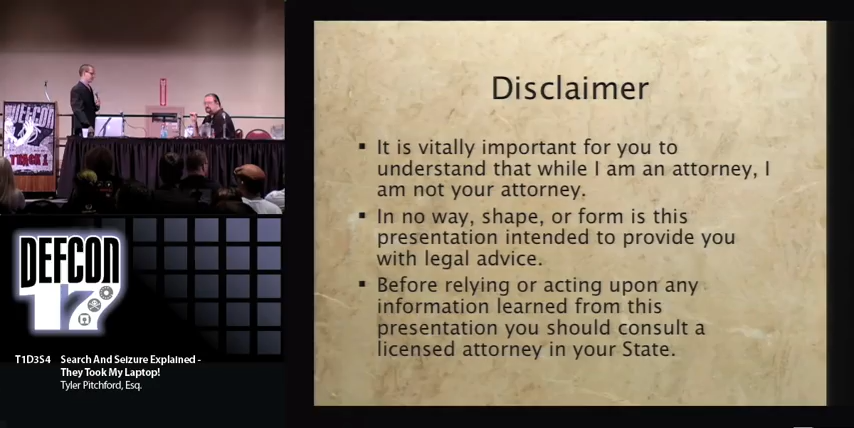 DEFCON
TRACK 1
DEFCON
17
T1D3S4 Search And Seizure Explained -
They Took My Laptop!
Tyler Pitchford, Esq.
Disclaimer
▪ It is vitally important for you to
understand that while I am an attorney, I
am not your attorney.
▪ In no way, shape, or form is this
presentation intended to provide you
with legal advice.
▪ Before relying or acting upon any
information learned from this
presentation you should consult a
licensed attorney in your State.